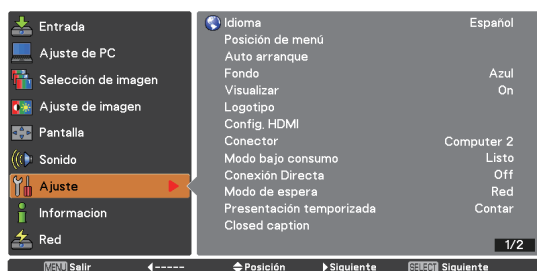 Entrada
Ajuste de PC
Selección de imagen
Ajuste de imagen
Pantalla
Sonido
Ajuste
Informacion
Red
Idioma Español
Posición de menú
Auto arranque
Fondo Azul
Visualizar On
Logotipo
Config. HDMI
Conector Computer 2
Modo bajo consumo Listo
Conexión Directa Off
Modo de espera Red
Presentación temporizada Contar
Closed caption
1/2
MENU Salir ◀----- Posición ▶Siguiente SELECT Siguiente